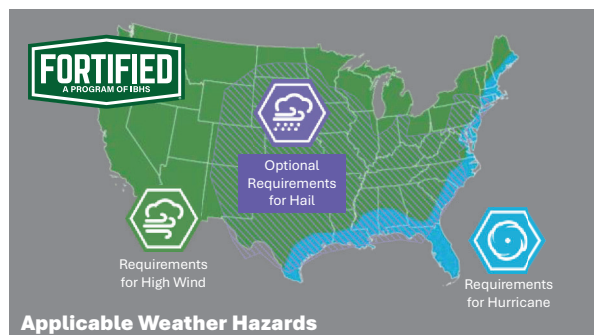 FORTIFIED
A PROGRAM OF IBHS
Optional
Requirements
for Hail
Requirements
for High Wind
Requirements
for Hurricane
Applicable Weather Hazards